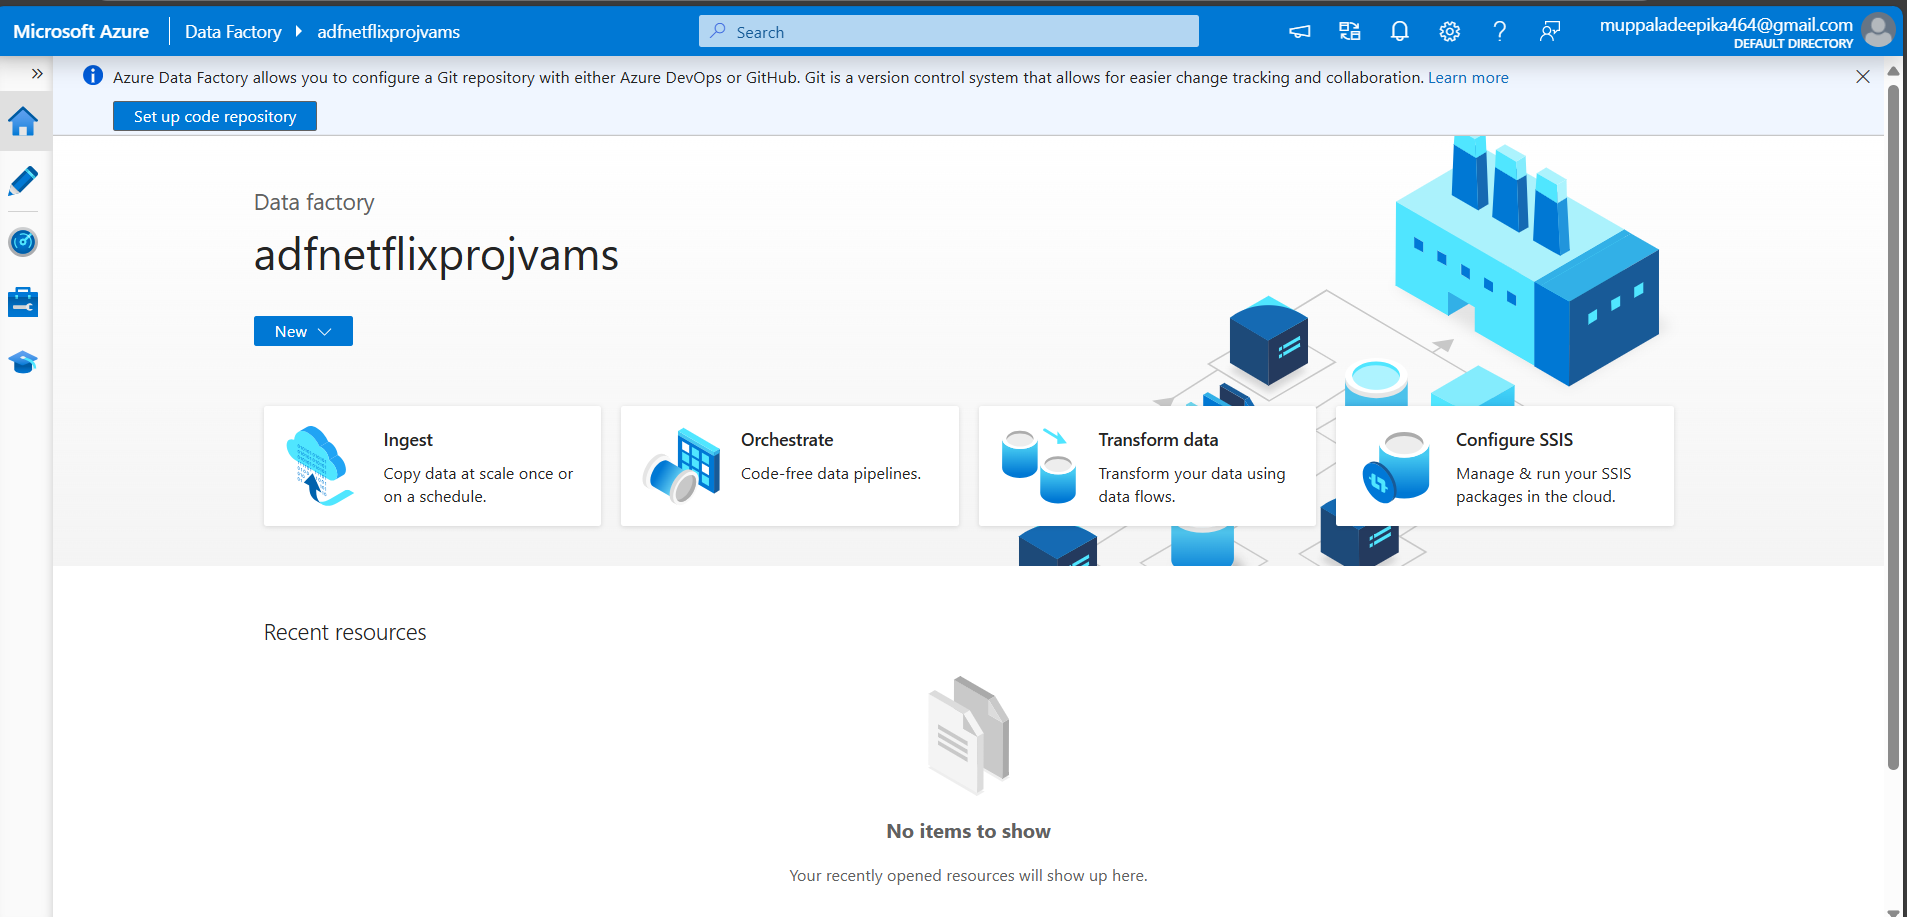 Microsoft Azure
Data Factory
adfnetflixprojvams
Search
muppaladeepika464@gmail.com
DEFAULT DIRECTORY
Azure Data Factory allows you to configure a Git repository with either Azure DevOps or GitHub. Git is a version control system that allows for easier change tracking and collaboration. Learn more
Set up code repository
Data factory
adfnetflixprojvams
New
Ingest
Copy data at scale once or
on a schedule.
Orchestrate
Code-free data pipelines.
Transform data
Transform your data using
data flows.
Configure SSIS
Manage & run your SSIS
packages in the cloud.
Recent resources
No items to show
Your recently opened resources will show up here.